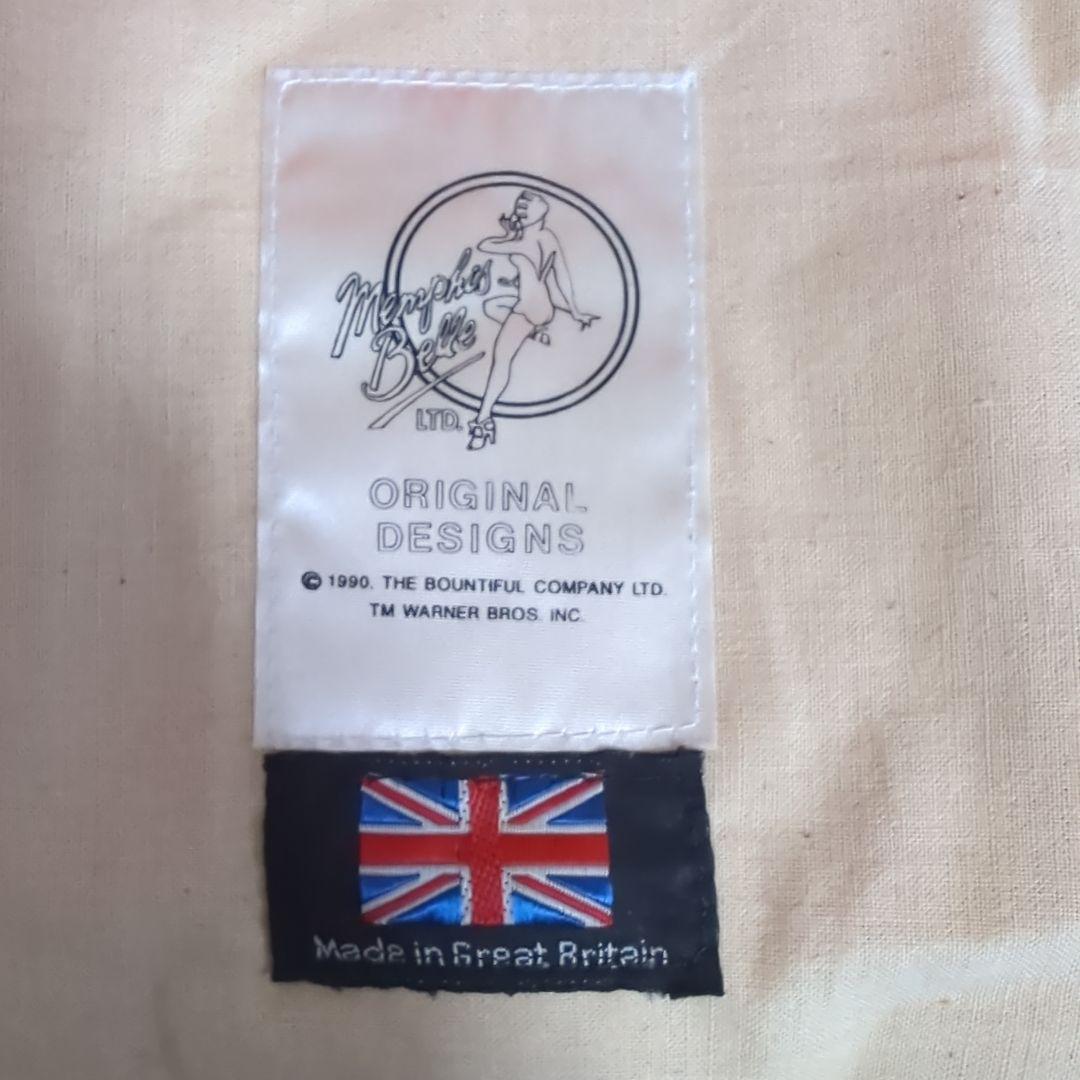 Memphis
Belle
LTD.
ORIGINAL
DESIGNS
© 1990. THE BOUNTIFUL COMPANY LTD.
TM WARNER BROS. INC.
Made in Great Britain